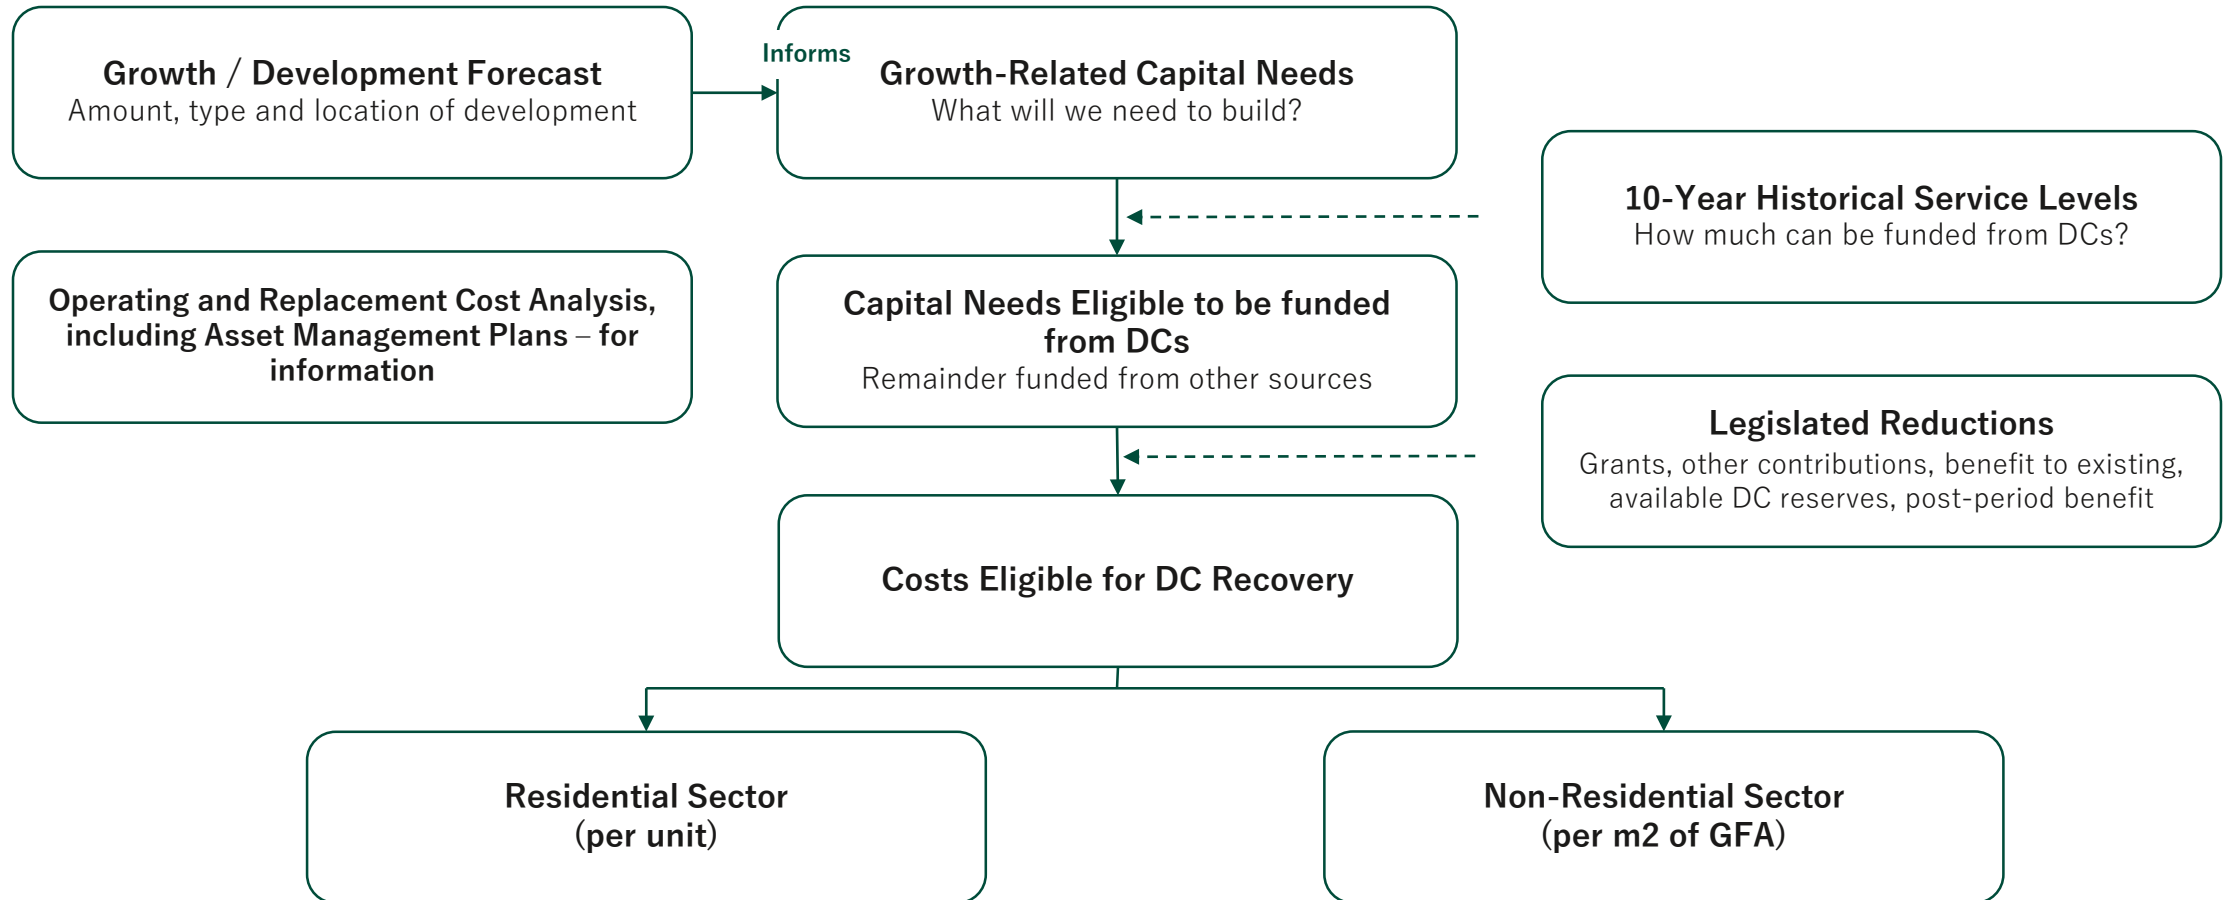 Growth / Development Forecast
Amount, type and location of development
Informs
Growth-Related Capital Needs
What will we need to build?
10-Year Historical Service Levels
How much can be funded from DCs?
Operating and Replacement Cost Analysis,
including Asset Management Plans – for
information
Capital Needs Eligible to be funded
from DCs
Remainder funded from other sources
Legislated Reductions
Grants, other contributions, benefit to existing,
available DC reserves, post-period benefit
Costs Eligible for DC Recovery
Residential Sector
(per unit)
Non-Residential Sector
(per m2 of GFA)